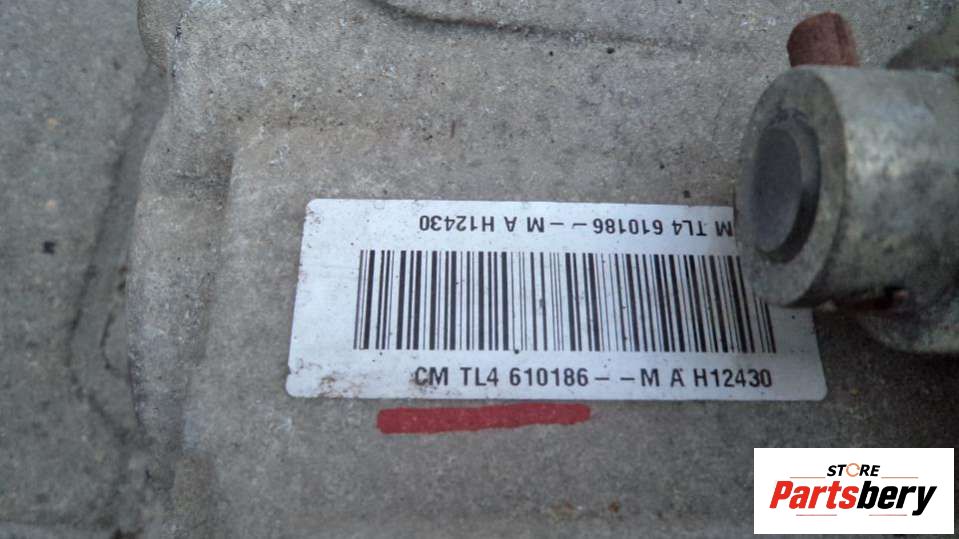 M TL4 610186 - - M A H12430
CM TL4 610186 - - M A H12430
STORE
Partsbery